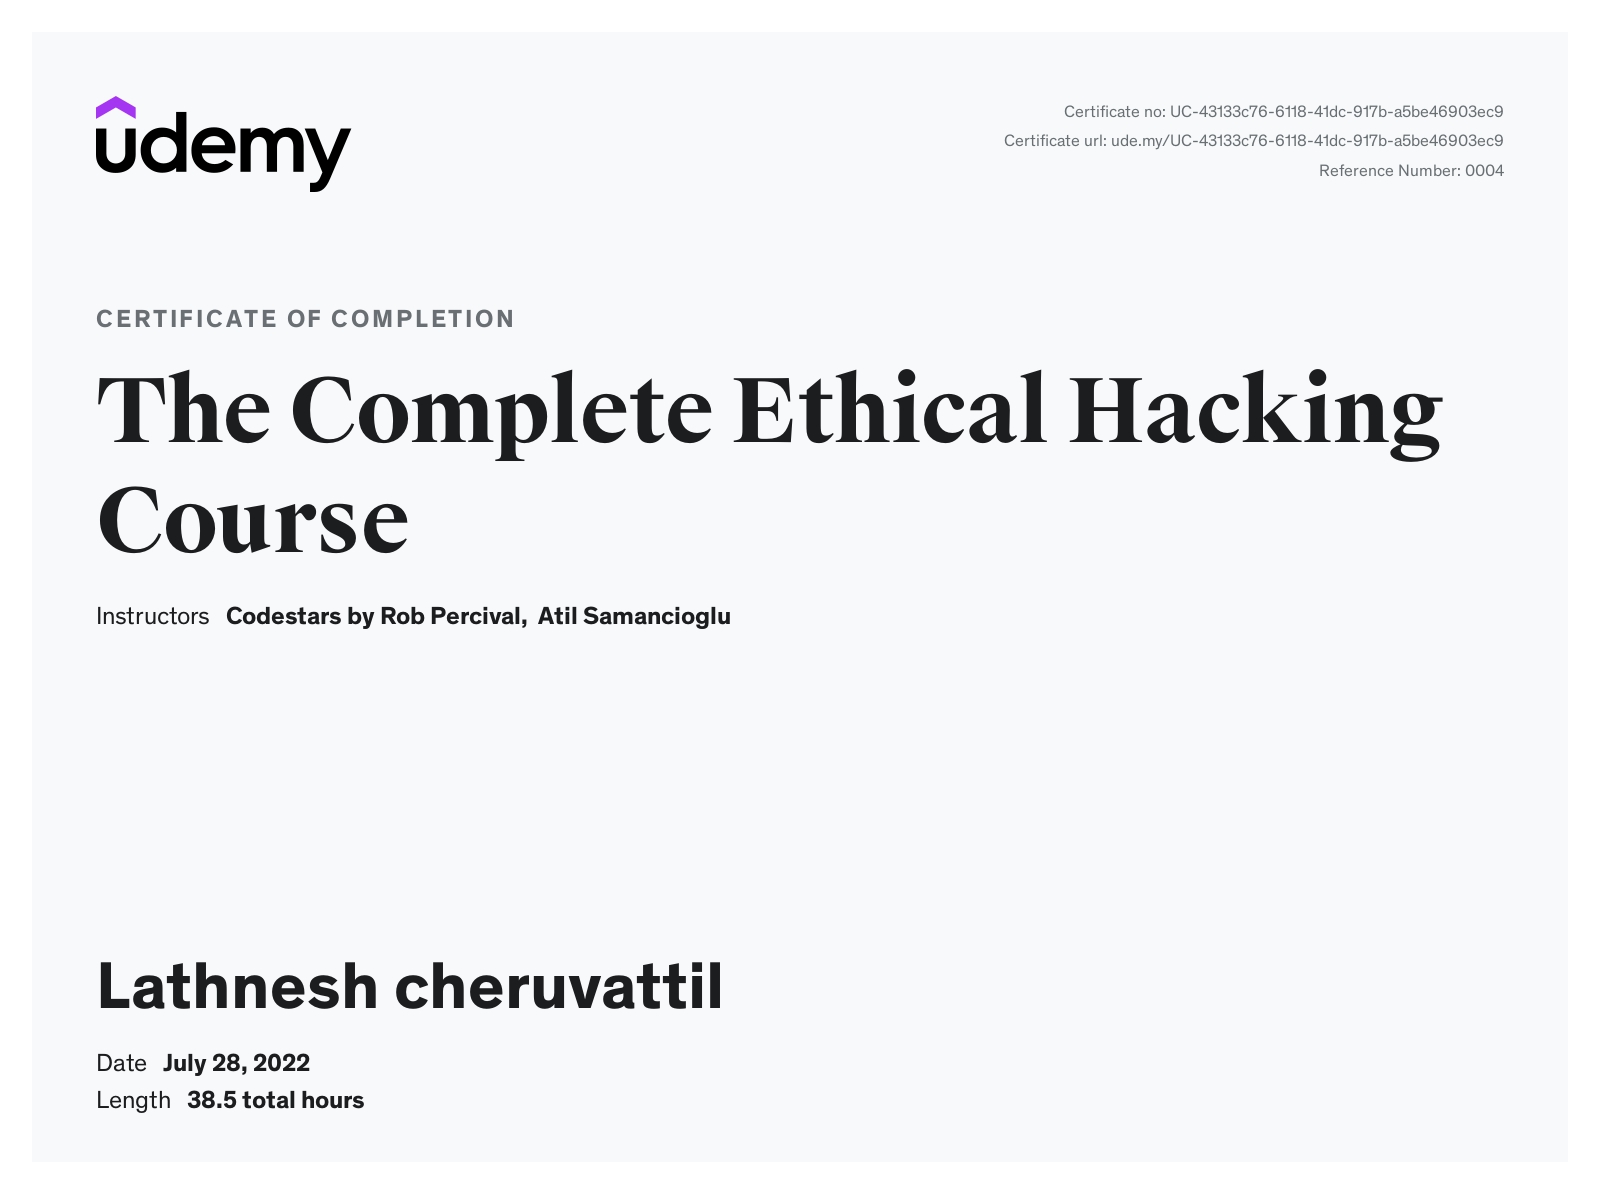 udemy
Certificate no: UC-43133c76-6118-41dc-917b-a5be46903ec9
Certificate url: ude.my/UC-43133c76-6118-41dc-917b-a5be46903ec9
Reference Number: 0004
CERTIFICATE OF COMPLETION
The Complete Ethical Hacking
Course
Instructors Codestars by Rob Percival, Atil Samancioglu
Lathnesh cheruvattil
Date July 28, 2022
Length 38.5 total hours